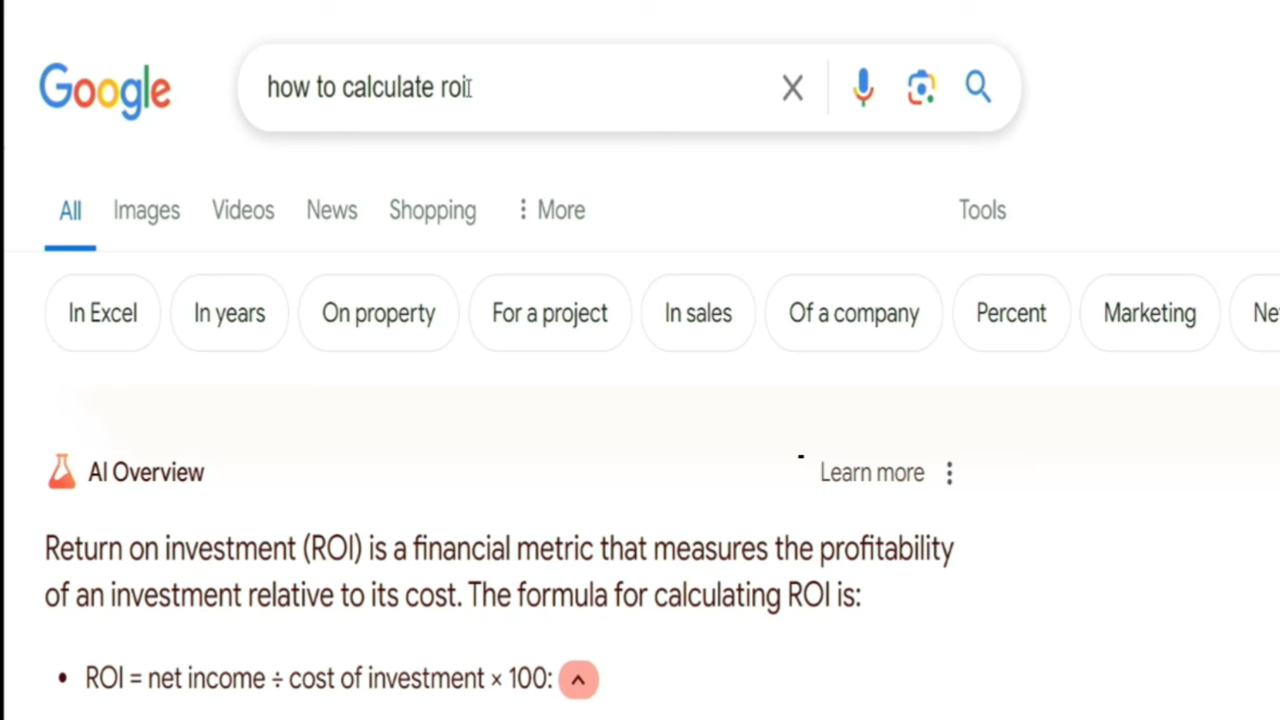 Google
how to calculate roi
All Images Videos News Shopping More Tools
In Excel In years On property For a project In sales Of a company Percent Marketing Ne
AI Overview Learn more
Return on investment (ROI) is a financial metric that measures the profitability
of an investment relative to its cost. The formula for calculating ROI is:
• ROI = net income ÷ cost of investment × 100: